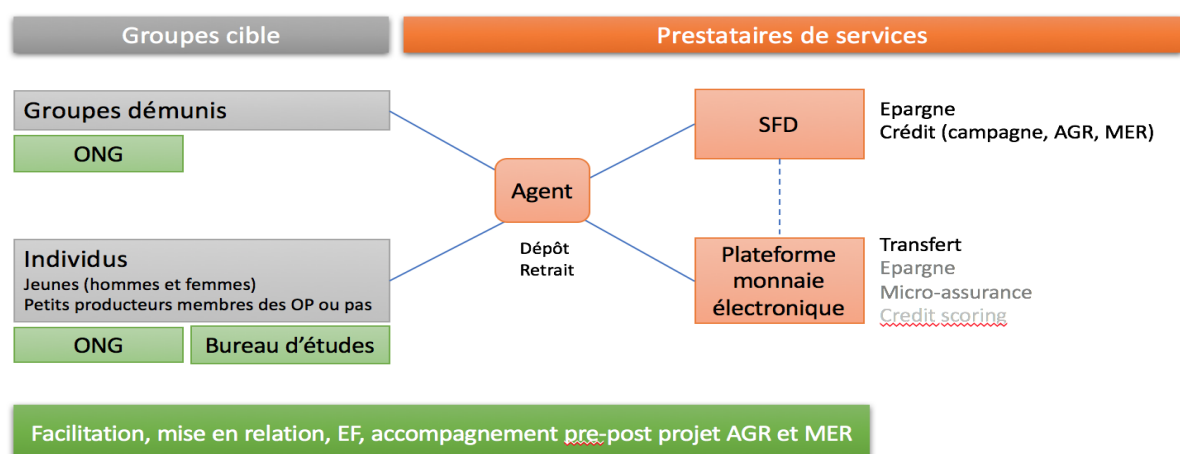 Groupes cible
Prestataires de services
Groupes démunis
ONG
Individus
Jeunes (hommes et femmes)
Petits producteurs membres des OP ou pas
ONG
Bureau d'études
Agent
Dépôt
Retrait
SFD
Epargne
Crédit (campagne, AGR, MER)
Plateforme
monnaie
électronique
Transfert
Epargne
Micro-assurance
Credit scoring
Facilitation, mise en relation, EF, accompagnement pre-post projet AGR et MER